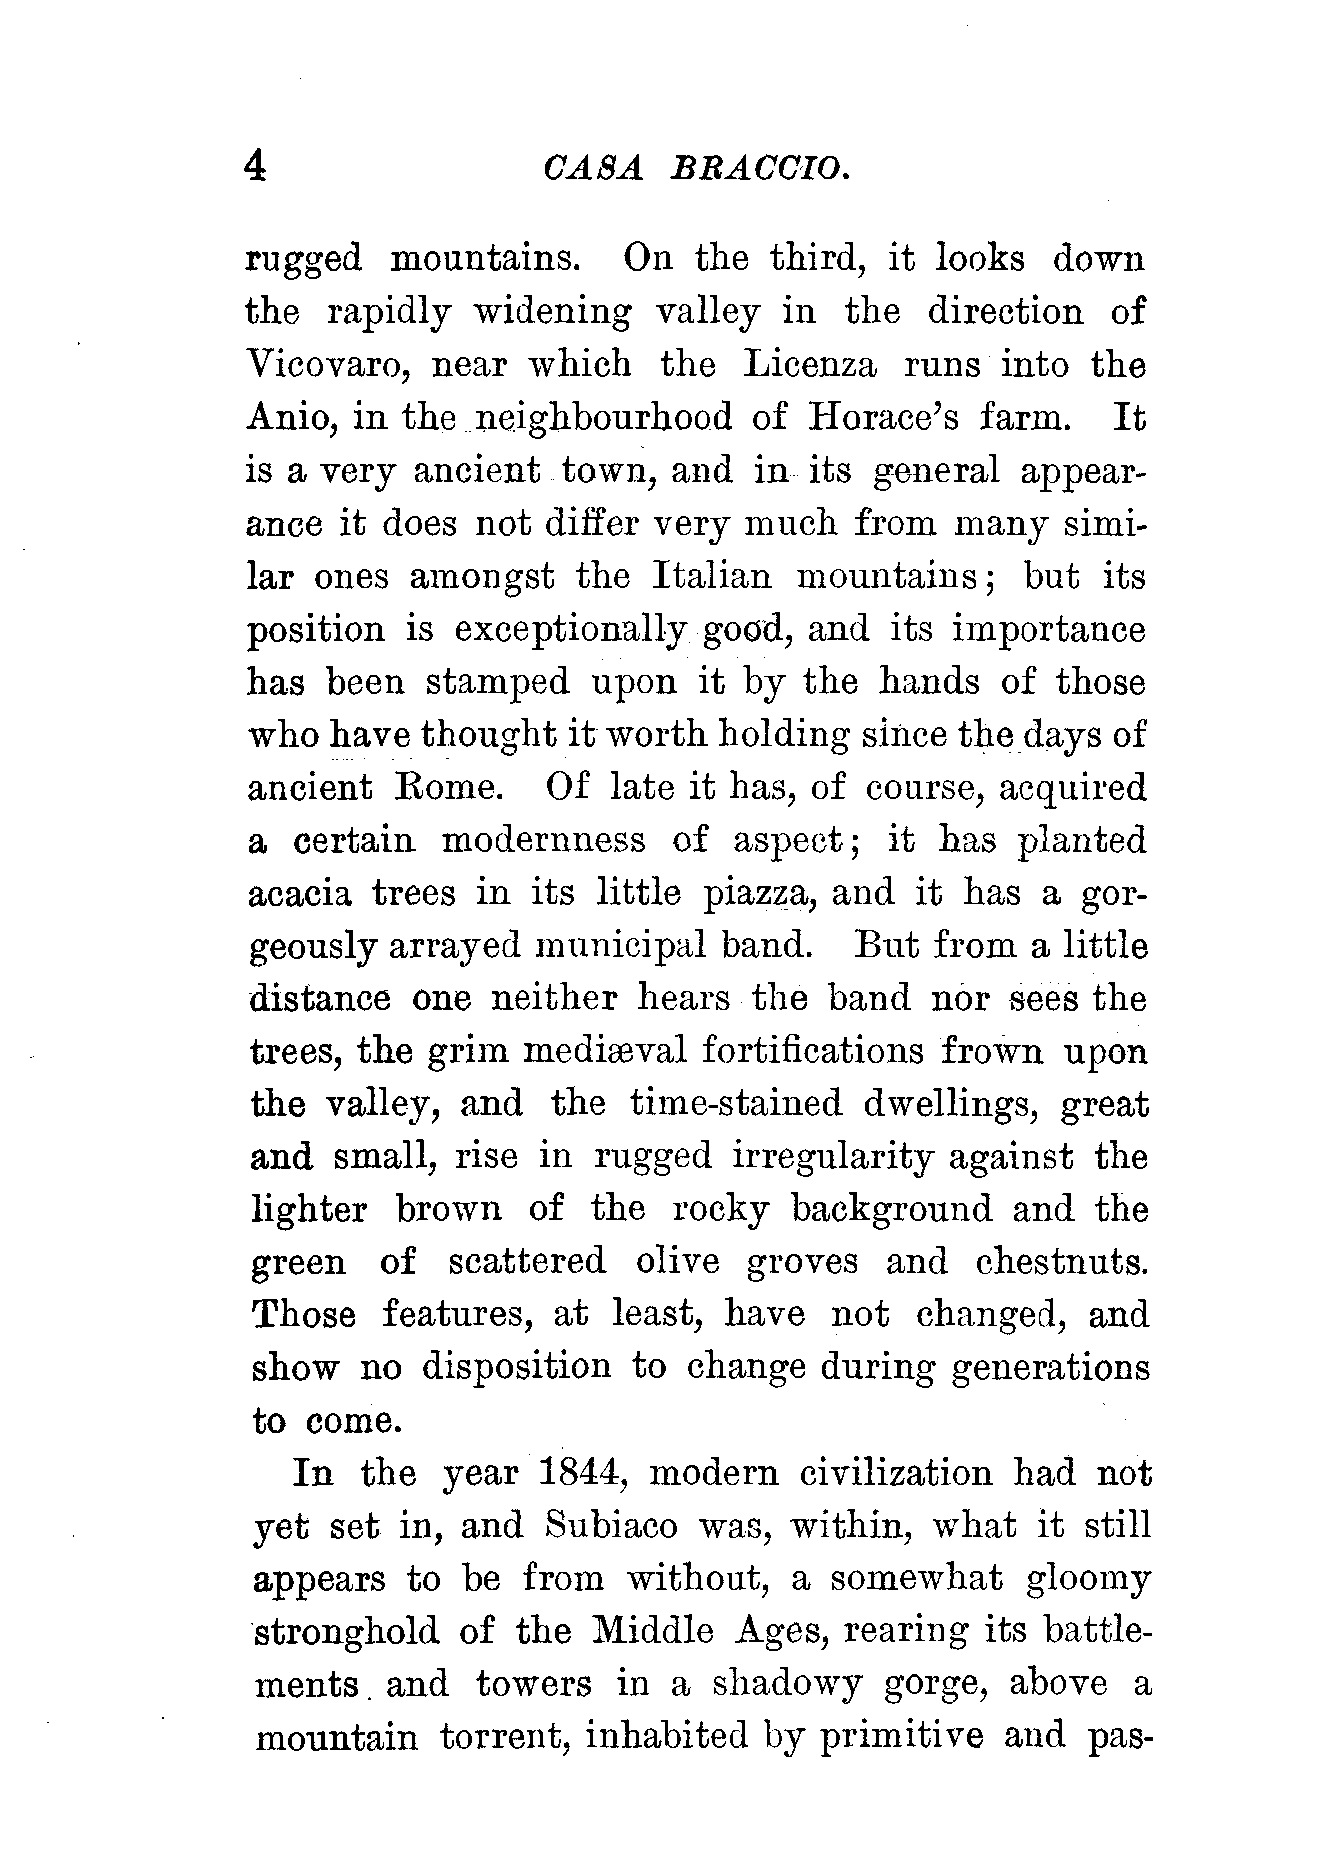 4 CASA BRACCIO.
rugged mountains. On the third, it looks down
the rapidly widening valley in the direction of
Vicovaro, near which the Licenza runs into the
Anio, in the neighbourhood of Horace's farm. It
is a very ancient town, and in its general appear-
ance it does not differ very much from many simi-
lar ones amongst the Italian mountains; but its
position is exceptionally good, and its importance
has been stamped upon it by the hands of those
who have thought it worth holding since the days of
ancient Rome. Of late it has, of course, acquired
a certain modernness of aspect; it has planted
acacia trees in its little piazza, and it has a gor-
geously arrayed municipal band. But from a little
distance one neither hears the band nor sees the
trees, the grim mediæval fortifications frown upon
the valley, and the time-stained dwellings, great
and small, rise in rugged irregularity against the
lighter brown of the rocky background and the
green of scattered olive groves and chestnuts.
Those features, at least, have not changed, and
show no disposition to change during generations
to come.
In the year 1844, modern civilization had not
yet set in, and Subiaco was, within, what it still
appears to be from without, a somewhat gloomy
stronghold of the Middle Ages, rearing its battle-
ments and towers in a shadowy gorge, above a
mountain torrent, inhabited by primitive and pas-